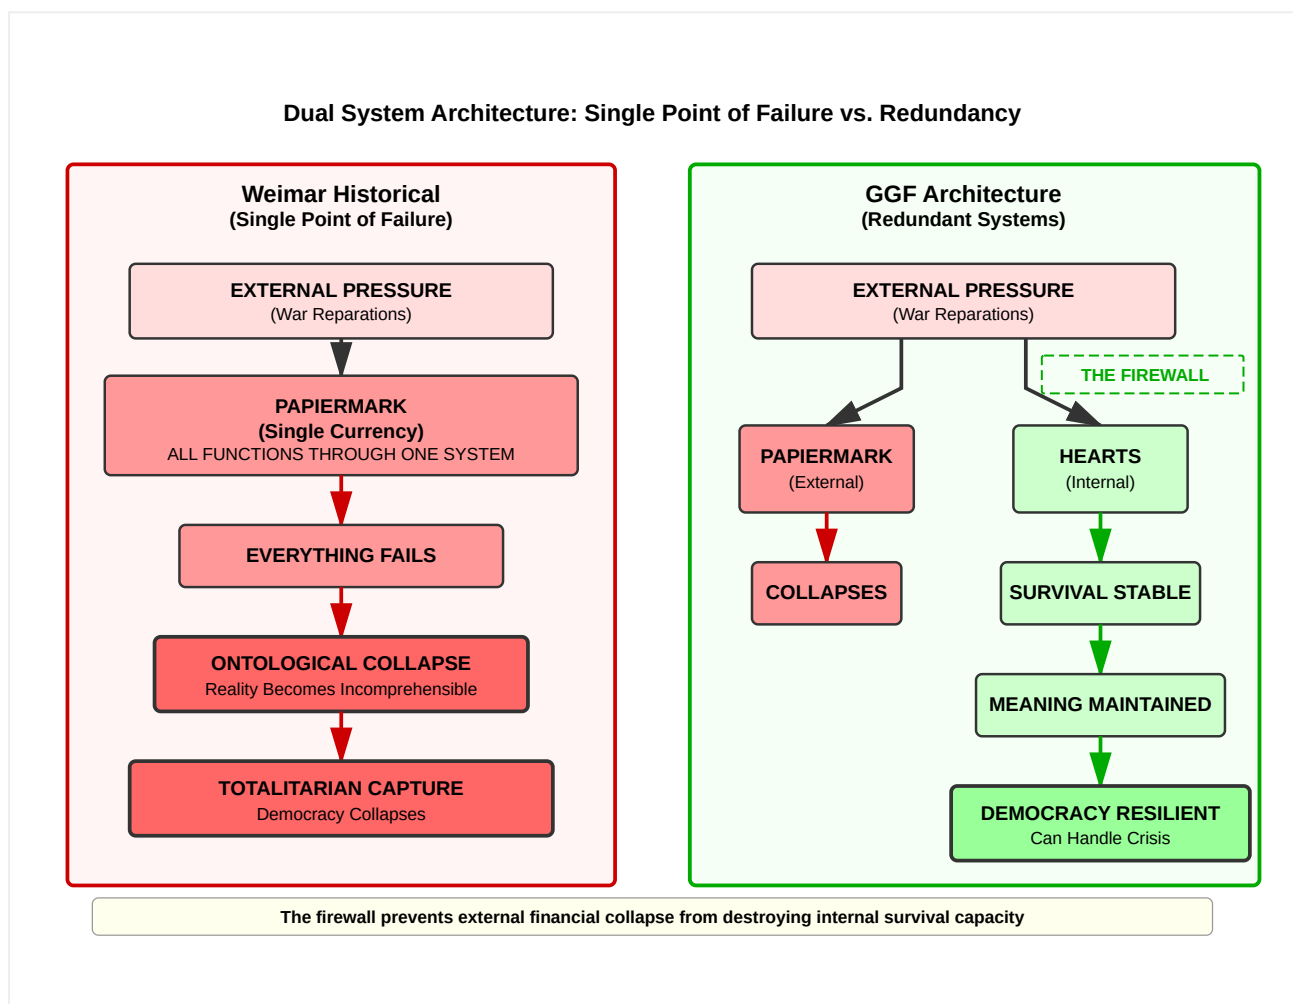 Dual System Architecture: Single Point of Failure vs. Redundancy
Weimar Historical
(Single Point of Failure)
EXTERNAL PRESSURE
(War Reparations)
PAPIERMARK
(Single Currency)
ALL FUNCTIONS THROUGH ONE SYSTEM
EVERYTHING FAILS
ONTOLOGICAL COLLAPSE
Reality Becomes Incomprehensible
TOTALITARIAN CAPTURE
Democracy Collapses
GGF Architecture
(Redundant Systems)
EXTERNAL PRESSURE
(War Reparations)
THE FIREWALL
PAPIERMARK
(External)
COLLAPSES
HEARTS
(Internal)
SURVIVAL STABLE
MEANING MAINTAINED
DEMOCRACY RESILIENT
Can Handle Crisis
The firewall prevents external financial collapse from destroying internal survival capacity